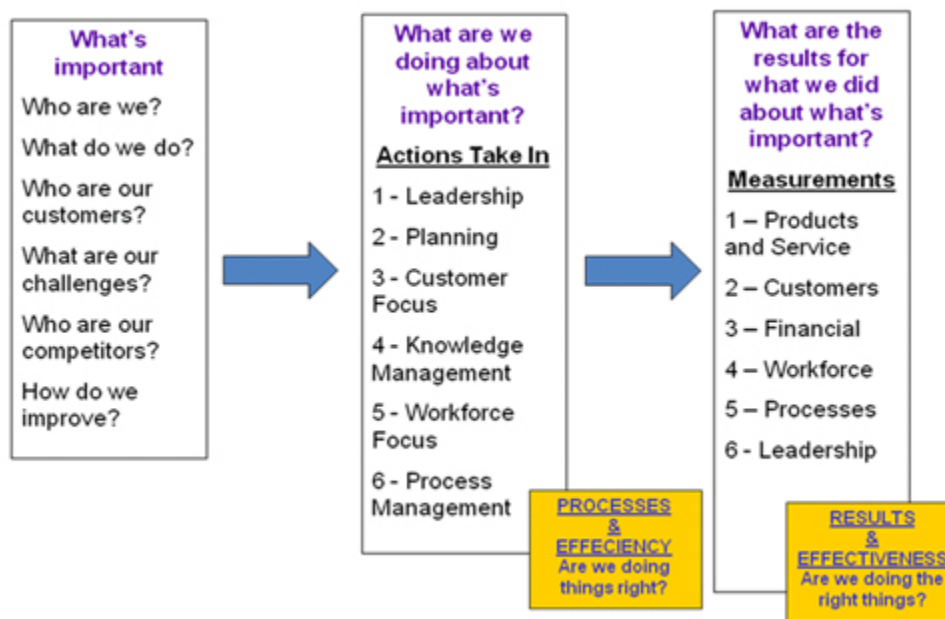 What's
important
Who are we?
What do we do?
Who are our
customers?
What are our
challenges?
Who are our
competitors?
How do we
improve?
What are we
doing about
what's
important?
Actions Take In
1 - Leadership
2 - Planning
3 - Customer
Focus
4 - Knowledge
Management
5 - Workforce
Focus
6 - Process
Management
PROCESSES
&
EFFECIENCY
Are we doing
things right?
What are the
results for
what we did
about what's
important?
Measurements
1 – Products
and Service
2 – Customers
3 – Financial
4 – Workforce
5 – Processes
6 - Leadership
RESULTS
&
EFFECTIVENESS
Are we doing the
right things?